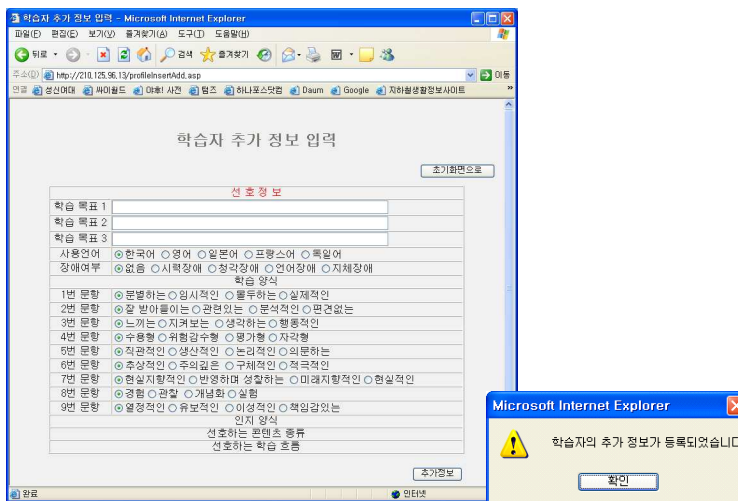 학습자 추가 정보 입력 - Microsoft Internet Explorer
파일(F) 편집(E) 보기(V) 즐겨찾기(A) 도구(T) 도움말(H)
뒤로 검색 즐겨찾기
주소(D) http://210.125.96.13/profileInsertAdd.asp 이동
연결 성신여대 싸이월드 야후! 사전 텀즈 하나포스닷컴 Daum Google 지하철생활정보사이트 »
학습자 추가 정보 입력
초기화면으로
선호정보
학습 목표 1
학습 목표 2
학습 목표 3
사용언어 한국어 영어 일본어 프랑스어 독일어
장애여부 없음 시력장애 청각장애 언어장애 지체장애
학습 양식
1번 문항 분별하는 임시적인 몰두하는 실제적인
2번 문항 잘 받아들이는 관련있는 분석적인 편견없는
3번 문항 느끼는 지켜보는 생각하는 행동적인
4번 문항 수용형 위험감수형 평가형 자각형
5번 문항 직관적인 생산적인 논리적인 의문하는
6번 문항 추상적인 주의깊은 구체적인 적극적인
7번 문항 현실지향적인 반영하며 성찰하는 미래지향적인 현실적인
8번 문항 경험 관찰 개념화 실험
9번 문항 열정적인 유보적인 이성적인 책임감있는
인지 양식
선호하는 콘텐츠 종류
선호하는 학습 흐름
추가정보
완료 인터넷
Microsoft Internet Explorer
학습자의 추가 정보가 등록되었습니다
확인